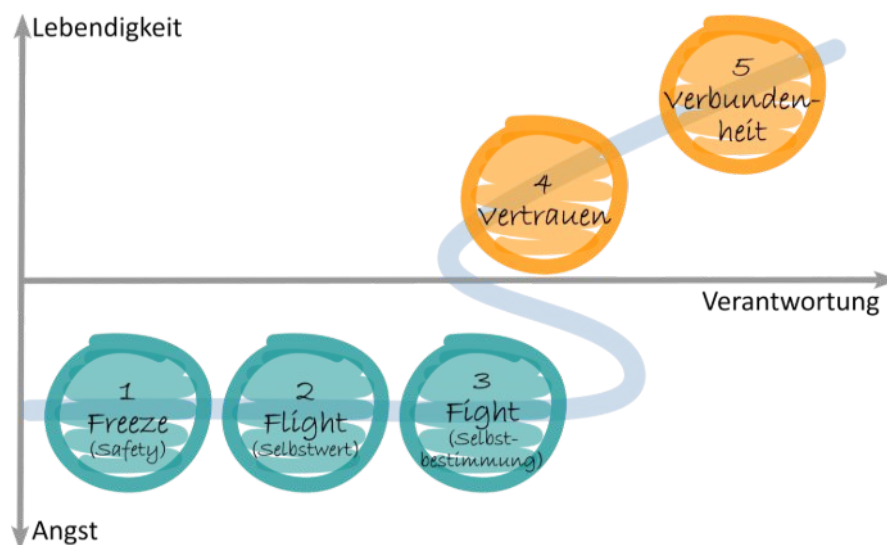 Lebendigkeit
5
Verbunden-
heit
4
Vertrauen
Verantwortung
1
Freeze
(Safety)
2
Flight
(Selbstwert)
3
Fight
(Selbst-
bestimmung)
Angst